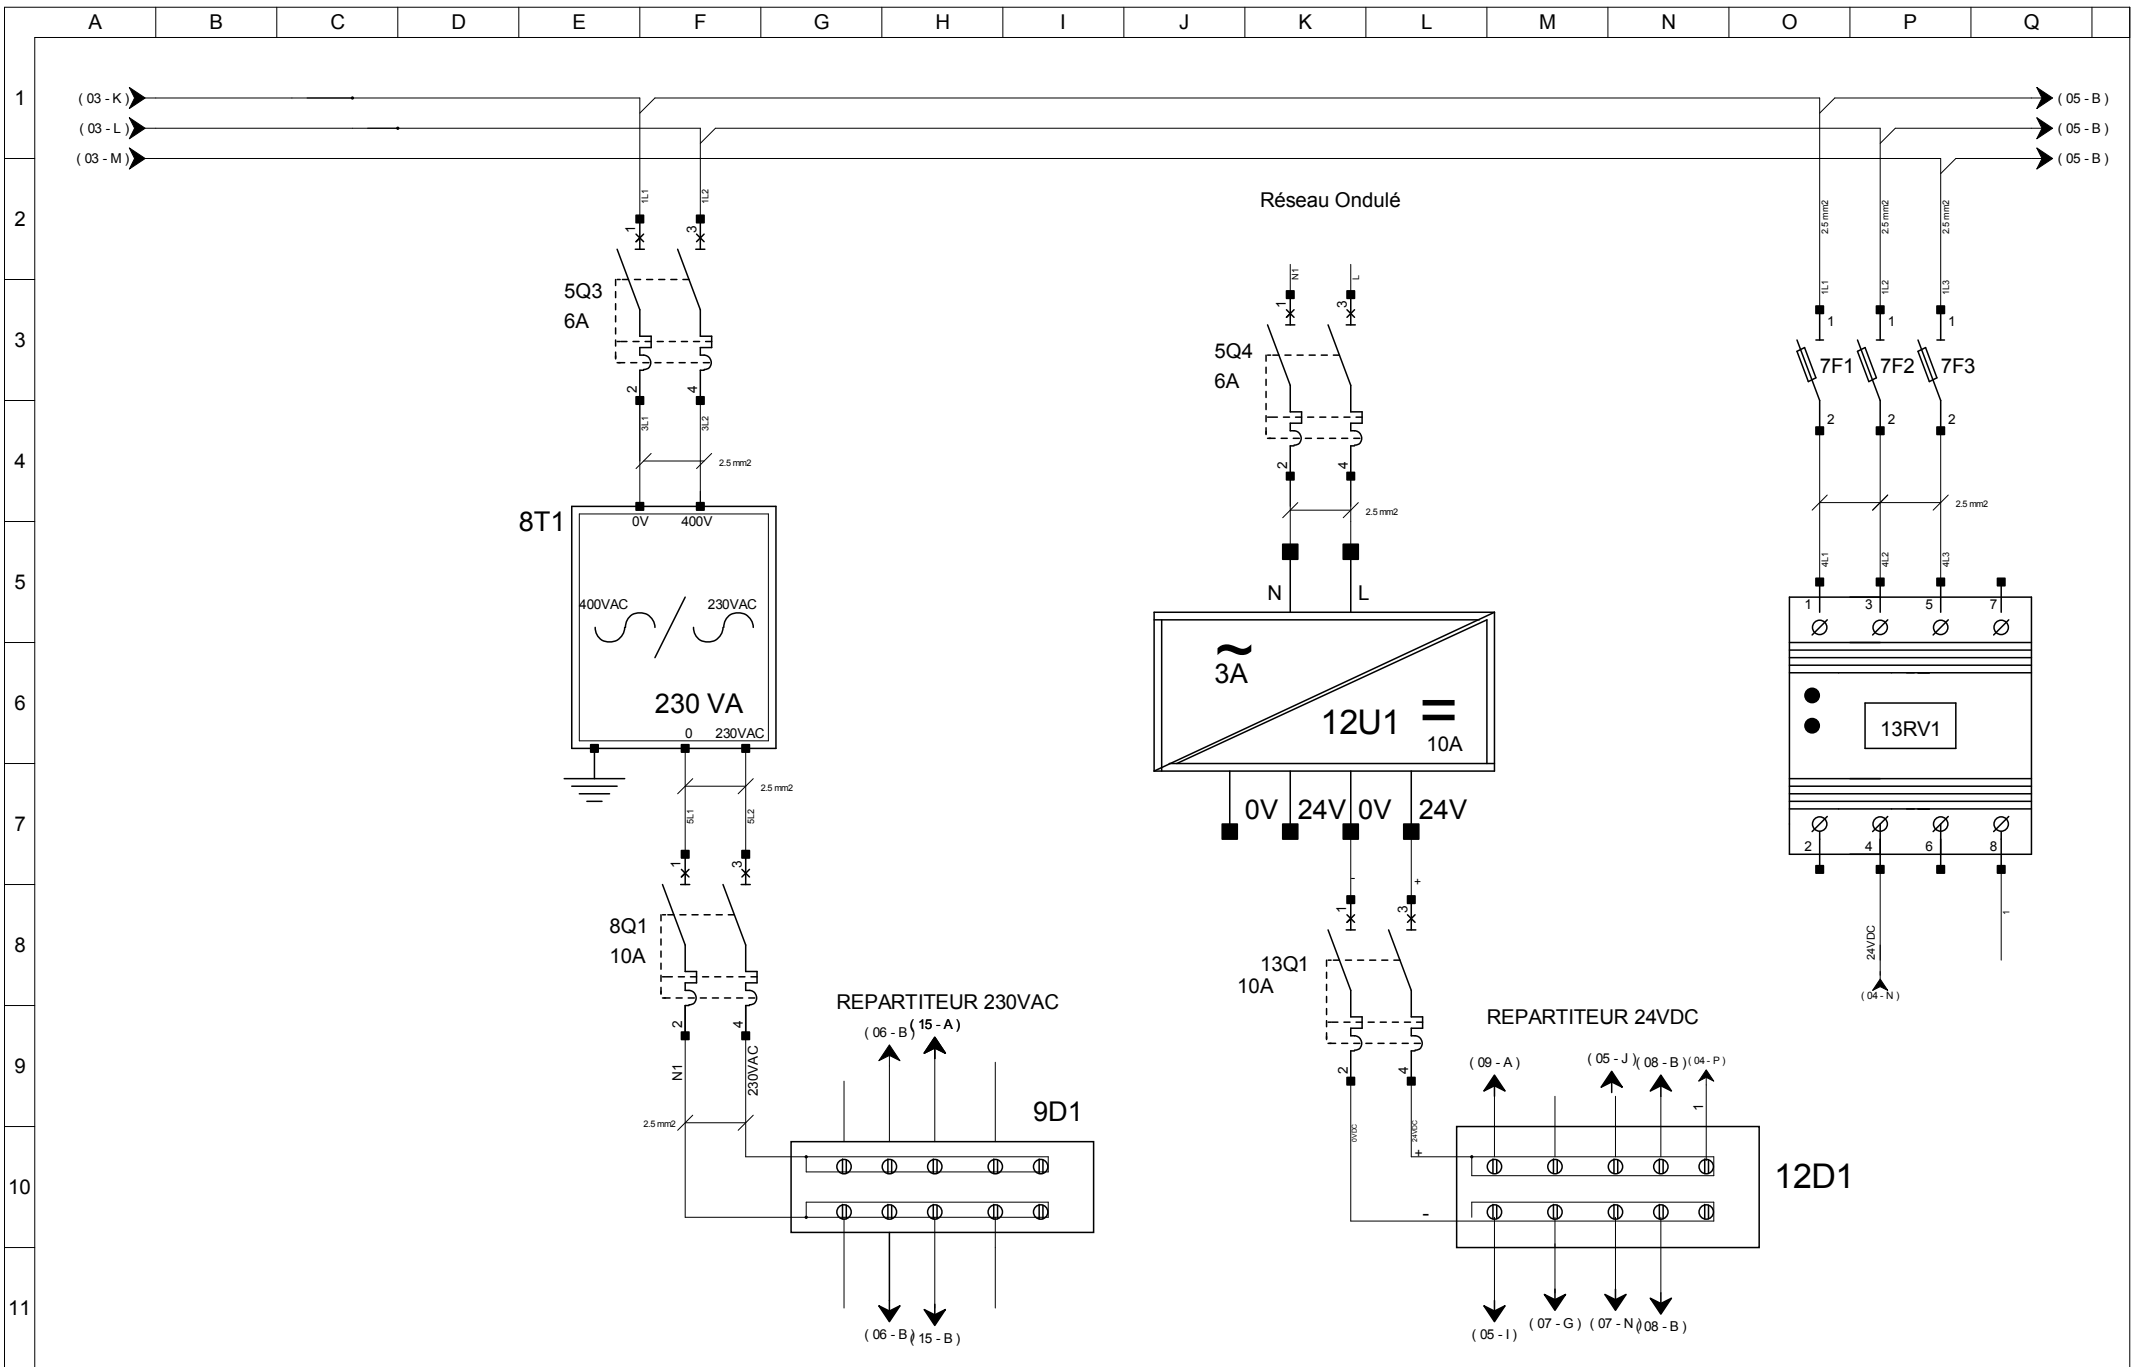 A B C D E F G H I J K L M N O P Q
1
( 03 - K )
( 05 - B )
( 03 - L )
( 05 - B )
( 03 - M )
( 05 - B )
2
1L1
1L2
Réseau Ondulé
2.5 mm2
2.5 mm2
2.5 mm2
1
3
N1
L
1L1
1L2
1L3
5Q3
6A
1
3
1
1
1
3
5Q4
6A
7F1
7F2
7F3
2
4
2
2
2
3L1
3L2
4
2.5 mm2
2
4
2.5 mm2
2.5 mm2
8T1
0V
400V
4L1
4L2
4L3
5
N
L
400VAC
230VAC
1
3
5
7
~
3A
6
230 VA
12U1
=
10A
13RV1
0
230VAC
2.5 mm2
7
5L1
5L2
0V
24V
0V
24V
2
4
6
8
1
3
-
+
8Q1
10A
1
3
8
24VDC
1
13Q1
10A
( 04 - N )
REPARTITEUR 230VAC
REPARTITEUR 24VDC
2
4
( 06 - B )
( 15 - A )
9
N1
230VAC
2
4
( 09 - A )
( 05 - J )
( 08 - B )
( 04 - P )
1
9D1
2.5 mm2
0VDC
24VDC
+
10
12D1
-
11
( 06 - B )
( 15 - B )
( 05 - I )
( 07 - G )
( 07 - N )
( 08 - B )